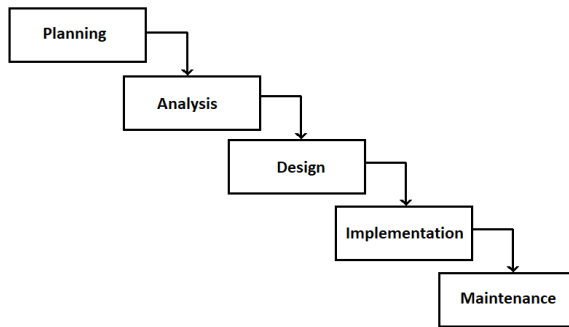 Planning
Analysis
Design
Implementation
Maintenance